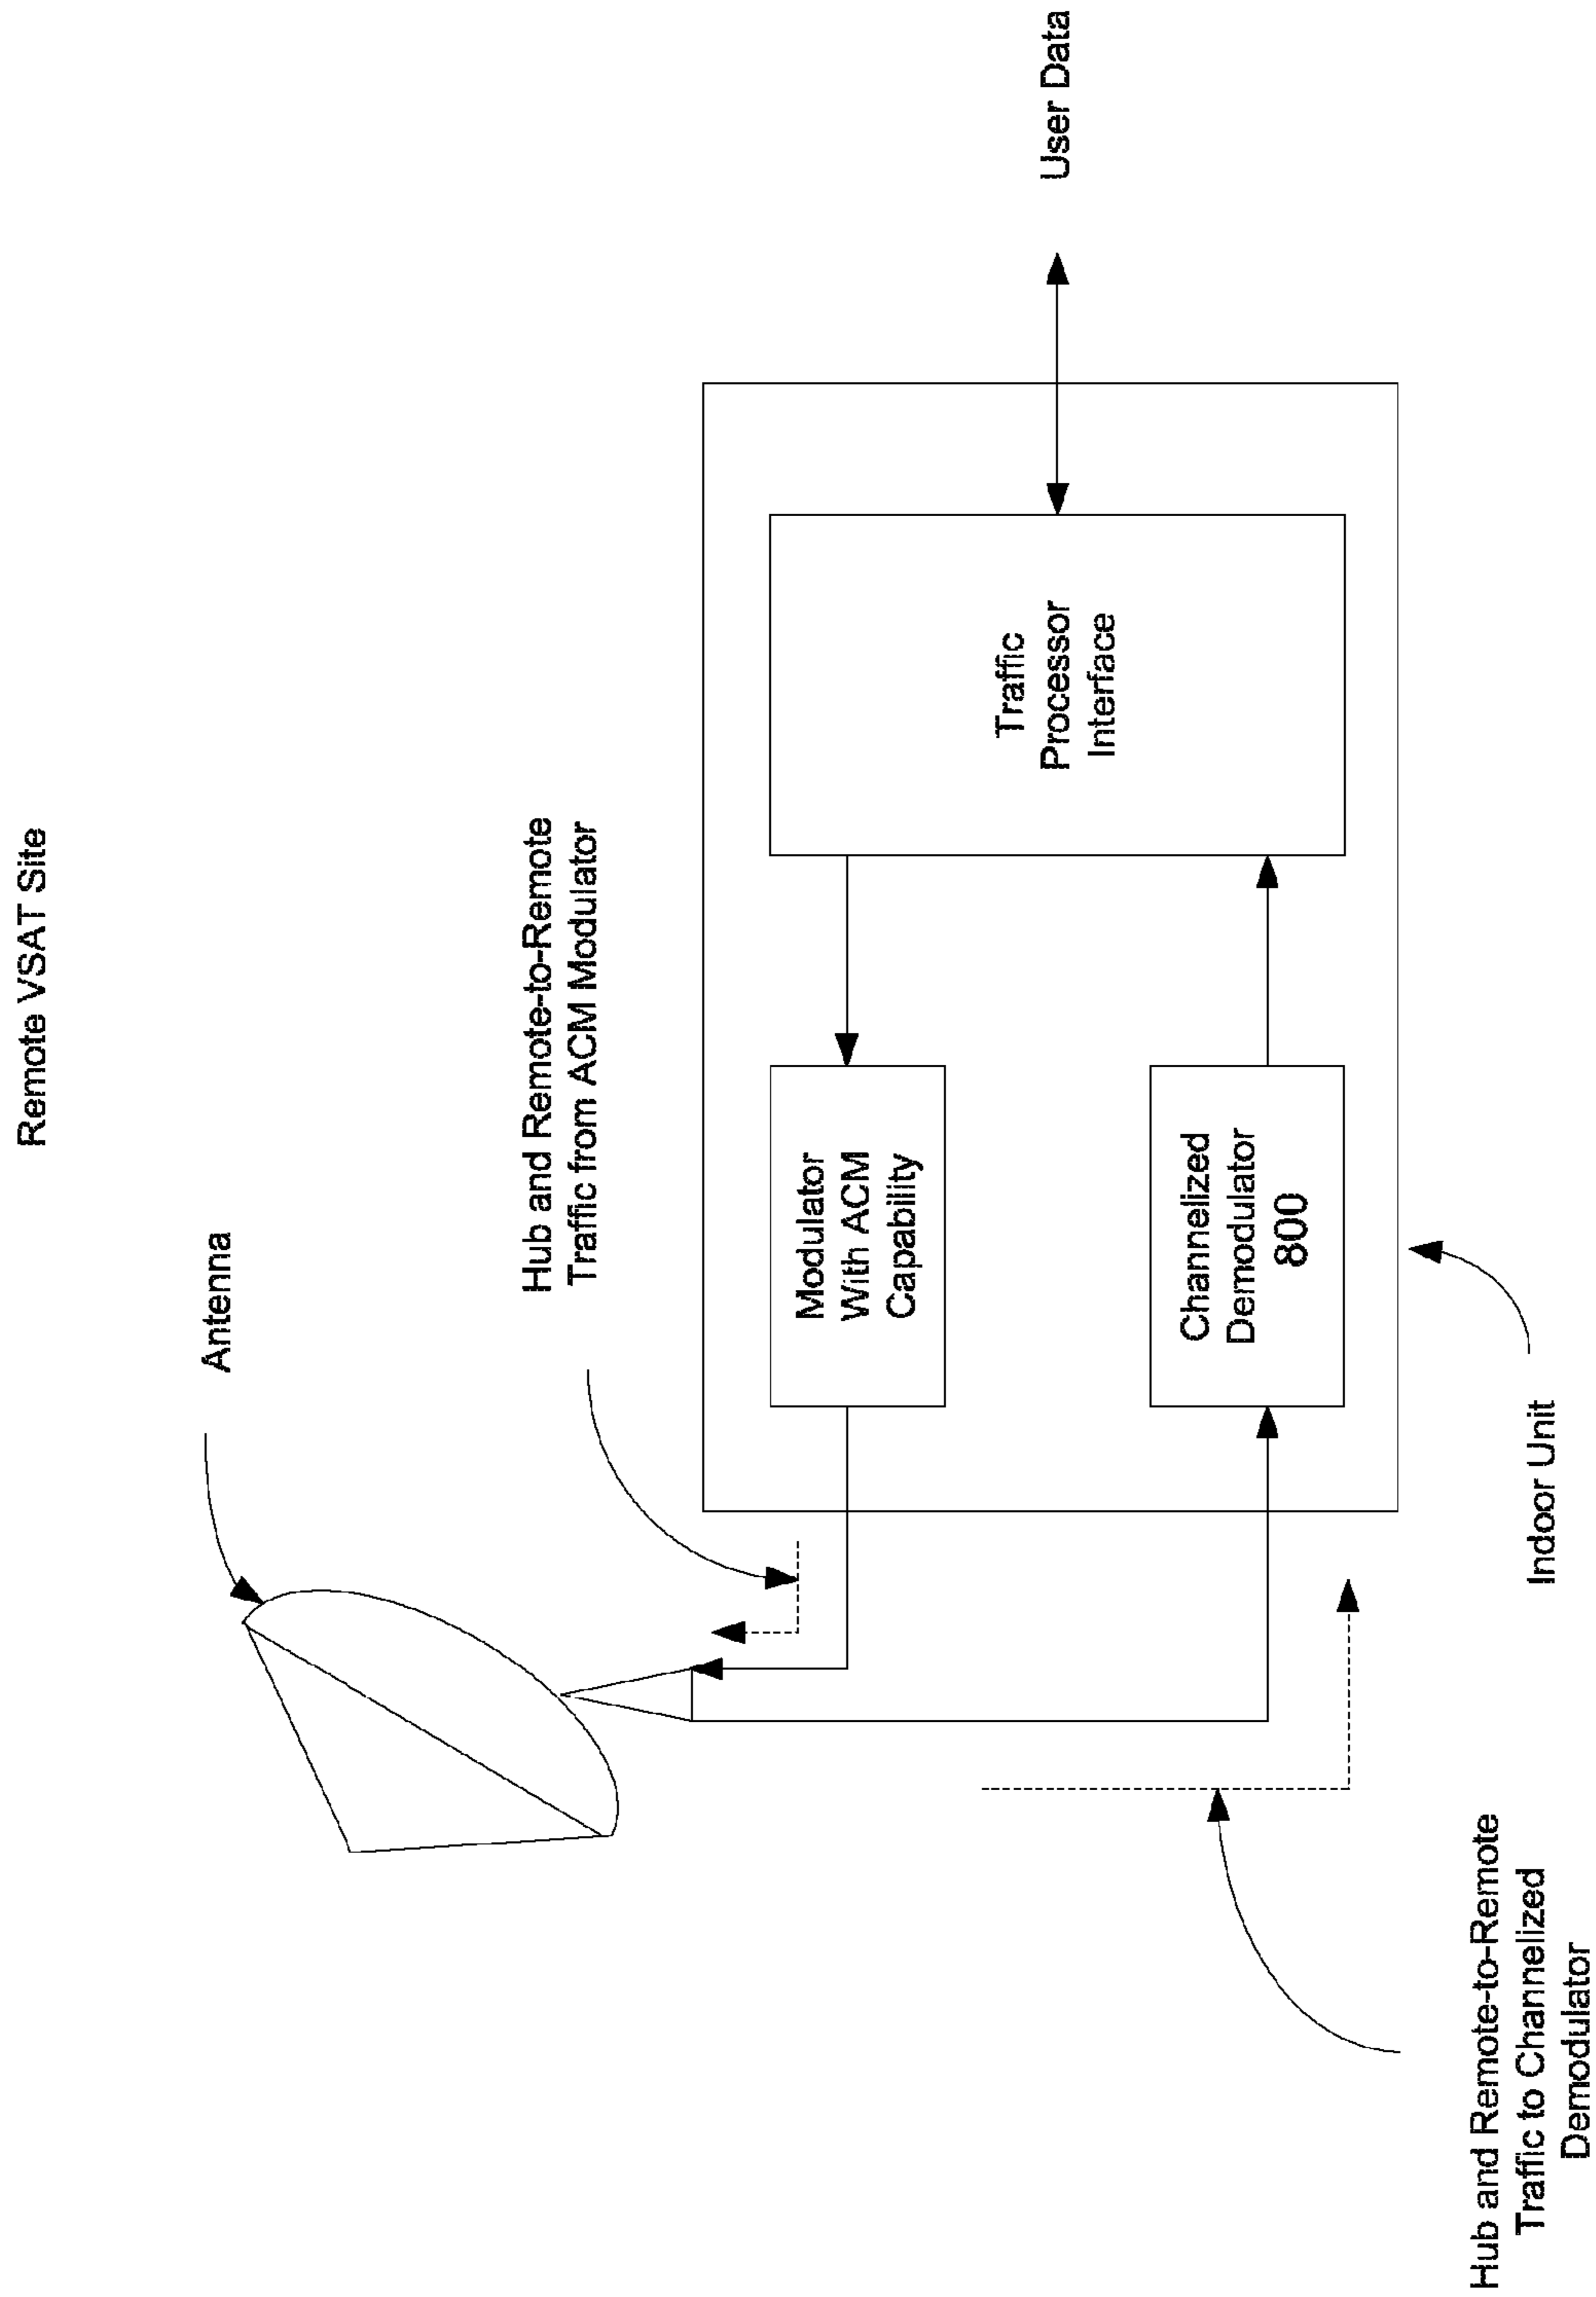 Remote VSAT Site
Antenna
Hub and Remote-to-Remote
Traffic from ACM Modulator
Modulator
With ACM
Capability
Traffic
Processor
Interface
User Data
Channelized
Demodulator
800
Indoor Unit
Hub and Remote-to-Remote
Traffic to Channelized
Demodulator